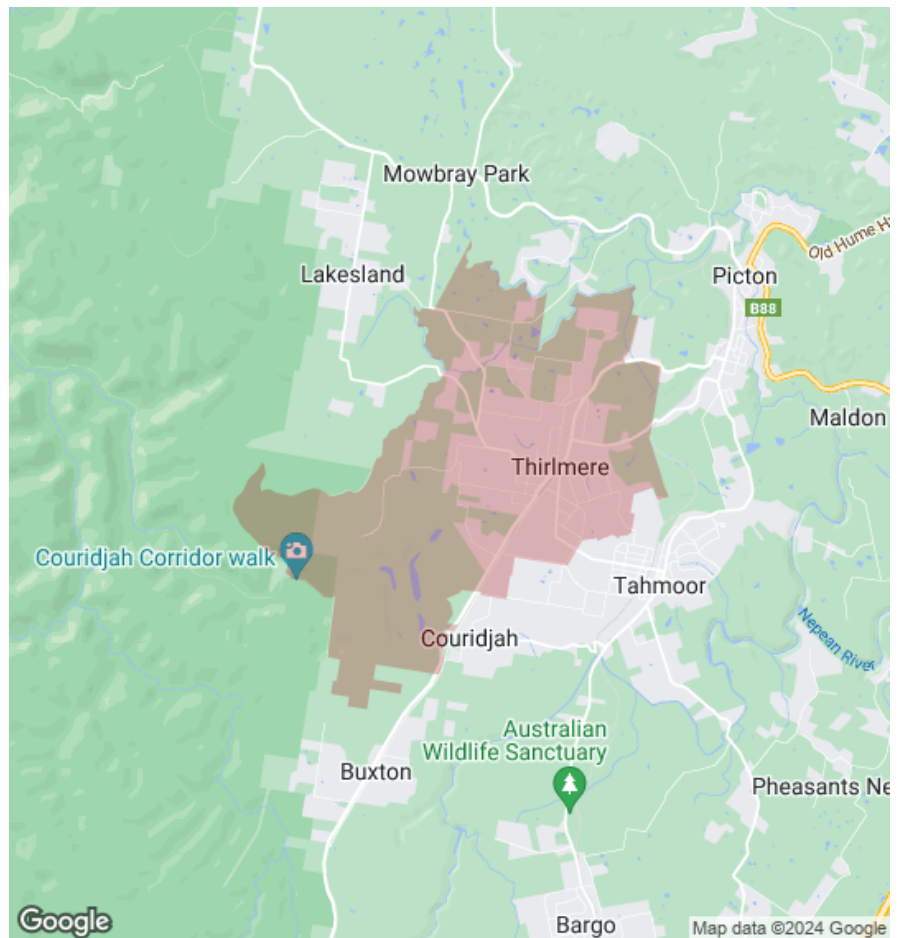 Mowbray Park
Lakesland
Old Hume H
Picton
B88
Maldon
Thirlmere
Couridjah Corridor walk
Tahmoor
Nepean River
Couridjah
Australian
Wildlife Sanctuary
Buxton
Pheasants Ne
Bargo
Google
Map data ©2024 Google